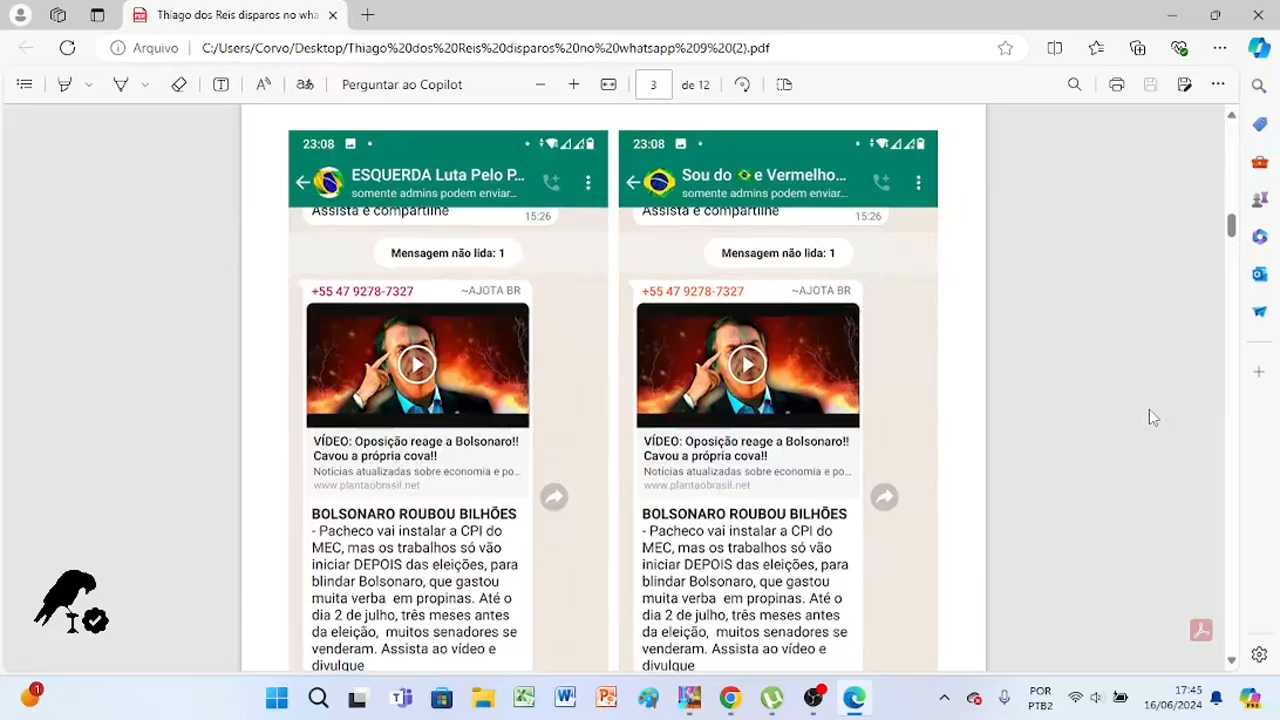 Thiago dos Reis disparos no wha
Arquivo
C:/Users/Corvo/Desktop/Thiago%20dos%20Reis%20disparos%20no%20whatsapp%209%20(2).pdf
Perguntar ao Copilot
3
de 12
23:08
ESQUERDA Luta Pelo P...
somente admins podem enviar...
Assista e compartilhe
15:26
Mensagem não lida: 1
+55 47 9278-7327
~AJOTA BR
VÍDEO: Oposição reage a Bolsonaro!!
Cavou a própria cova!!
Notícias atualizadas sobre economia e po...
www.plantaobrasil.net
BOLSONARO ROUBOU BILHÕES
- Pacheco vai instalar a CPI do
MEC, mas os trabalhos só vão
iniciar DEPOIS das eleições, para
blindar Bolsonaro, que gastou
muita verba em propinas. Até o
dia 2 de julho, três meses antes
da eleição, muitos senadores se
venderam. Assista ao vídeo e
divulgue
23:08
Sou do e Vermelho...
somente admins podem enviar...
Assista e compartilhe
15:26
Mensagem não lida: 1
+55 47 9278-7327
~AJOTA BR
VÍDEO: Oposição reage a Bolsonaro!!
Cavou a própria cova!!
Notícias atualizadas sobre economia e po...
www.plantaobrasil.net
BOLSONARO ROUBOU BILHÕES
- Pacheco vai instalar a CPI do
MEC, mas os trabalhos só vão
iniciar DEPOIS das eleições, para
blindar Bolsonaro, que gastou
muita verba em propinas. Até o
dia 2 de julho, três meses antes
da eleição, muitos senadores se
venderam. Assista ao vídeo e
divulgue
1
POR
PTB2
17:45
16/06/2024